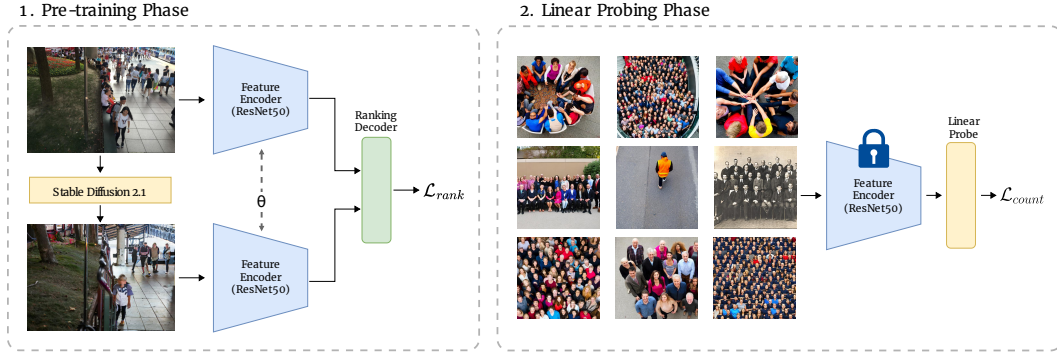 1. Pre-training Phase
Feature
Encoder
(ResNet50)
Stable Diffusion 2.1
θ
Feature
Encoder
(ResNet50)
Ranking
Decoder
ℒrank
2. Linear Probing Phase
Feature
Encoder
(ResNet50)
Linear
Probe
ℒcount